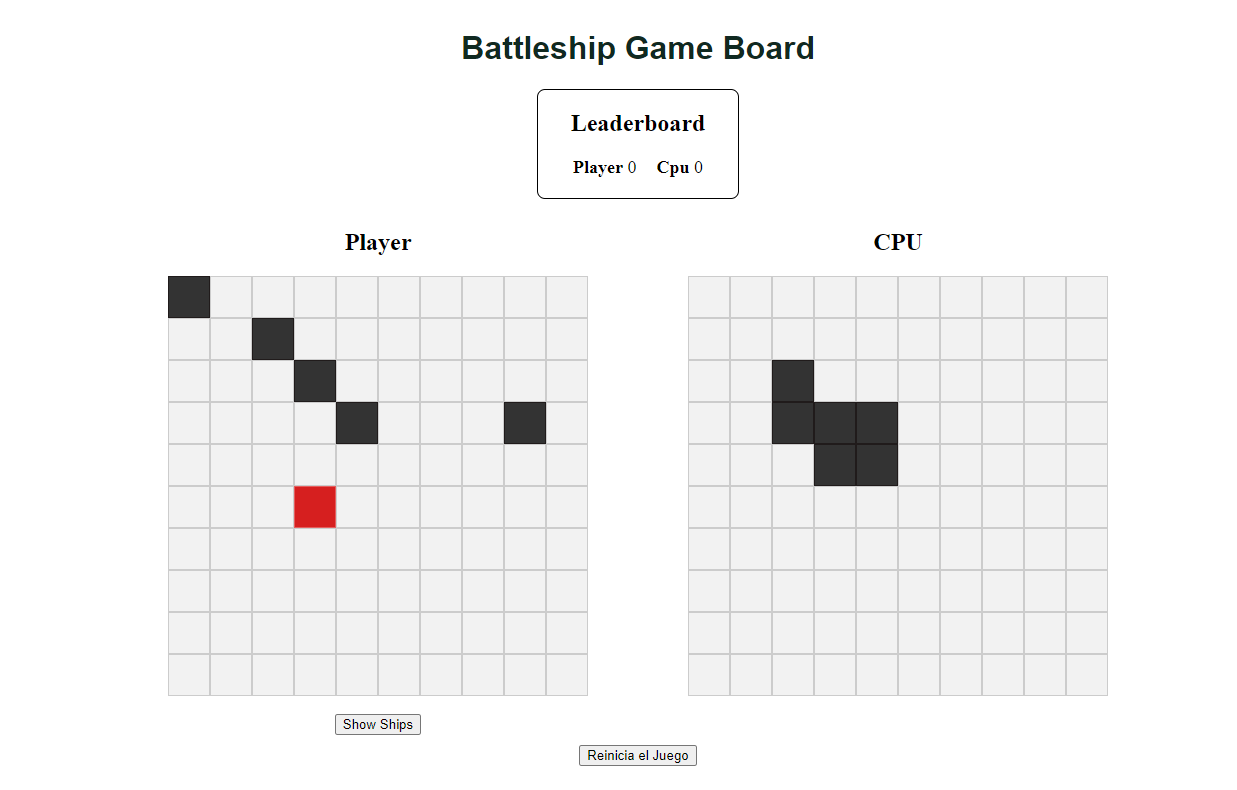 Battleship Game Board
Leaderboard
Player 0 Cpu 0
Player
CPU
Show Ships
Reinicia el Juego